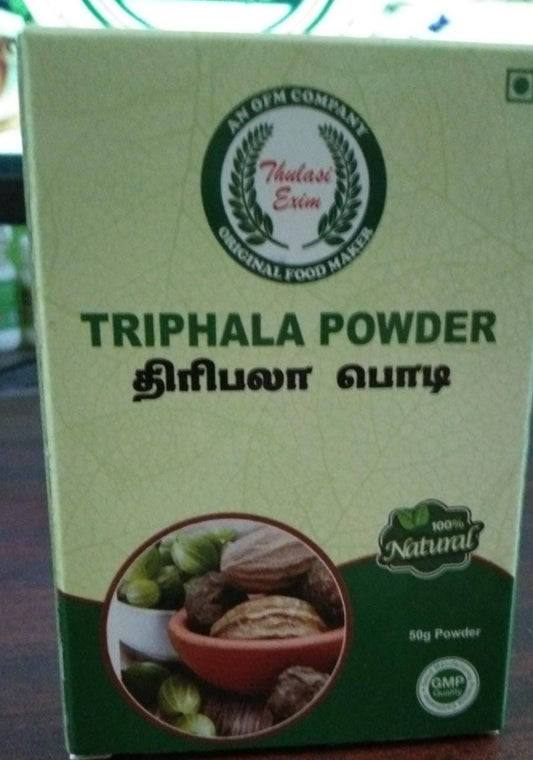 AN OFM COMPANY
Thulasi
Exim
ORIGINAL FOOD MAKER
TRIPHALA POWDER
திரிபலா பொடி
100%
Natural
50g Powder
GMP
Quality